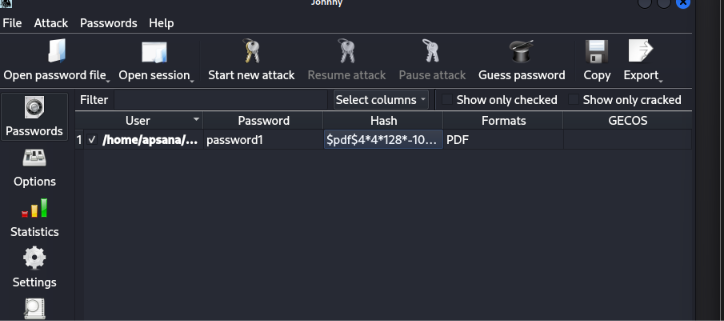 Johnny
File Attack Passwords Help
Open password file Open session Start new attack Resume attack Pause attack Guess password Copy Export
Filter Select columns Show only checked Show only cracked
User Password Hash Formats GECOS
1 /home/apsana/... password1 $pdf$4*4*128*-10... PDF
Passwords
Options
Statistics
Settings